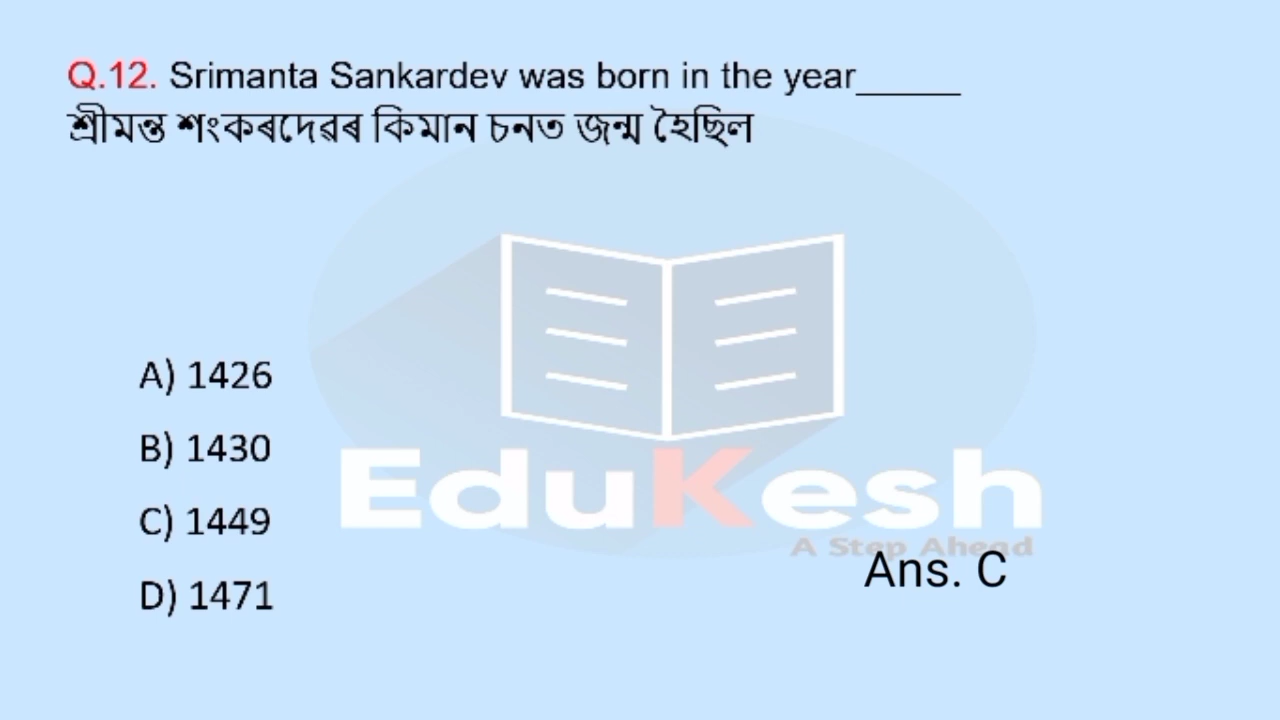 Q.12. Srimanta Sankardev was born in the year_____
শ্ৰীমন্ত শংকৰদেৱৰ কিমান চনত জন্ম হৈছিল
A) 1426
B) 1430
C) 1449
D) 1471
EduKesh
A Step Ahead
Ans. C